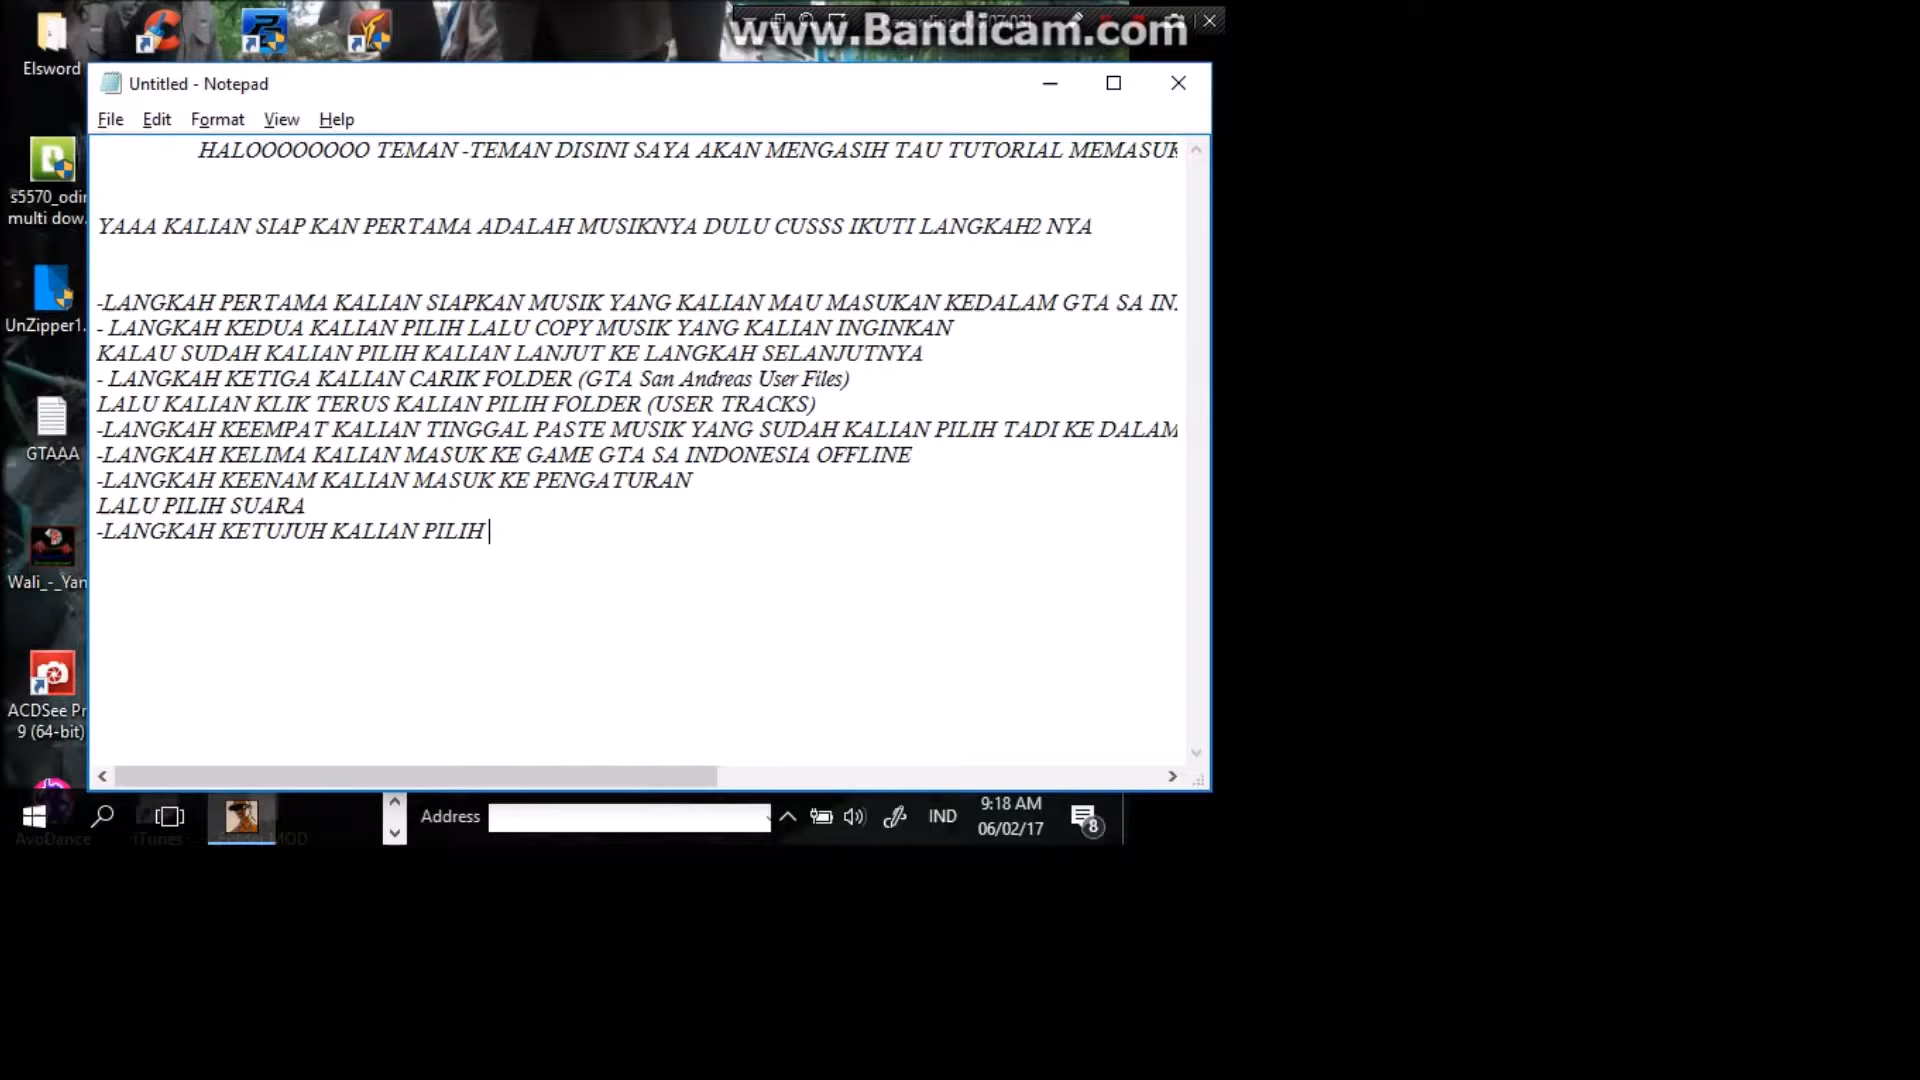 www.Bandicam.com
Elsword
Untitled - Notepad
File Edit Format View Help
HALOOOOOOOO TEMAN -TEMAN DISINI SAYA AKAN MENGASIH TAU TUTORIAL MEMASUK
YAAA KALIAN SIAP KAN PERTAMA ADALAH MUSIKNYA DULU CUSSS IKUTI LANGKAH2 NYA
-LANGKAH PERTAMA KALIAN SIAPKAN MUSIK YANG KALIAN MAU MASUKAN KEDALAM GTA SA IN
- LANGKAH KEDUA KALIAN PILIH LALU COPY MUSIK YANG KALIAN INGINKAN
KALAU SUDAH KALIAN PILIH KALIAN LANJUT KE LANGKAH SELANJUTNYA
- LANGKAH KETIGA KALIAN CARIK FOLDER (GTA San Andreas User Files)
LALU KALIAN KLIK TERUS KALIAN PILIH FOLDER (USER TRACKS)
-LANGKAH KEEMPAT KALIAN TINGGAL PASTE MUSIK YANG SUDAH KALIAN PILIH TADI KE DALAM
-LANGKAH KELIMA KALIAN MASUK KE GAME GTA SA INDONESIA OFFLINE
-LANGKAH KEENAM KALIAN MASUK KE PENGATURAN
LALU PILIH SUARA
-LANGKAH KETUJUH KALIAN PILIH
s5570_odin
multi dow...
UnZipper1.
GTAAA
Wali_-_Yan
ACDSee Pr
9 (64-bit)
Address
IND
9:18 AM
06/02/17
8
AvoDance
iTunes
MOD